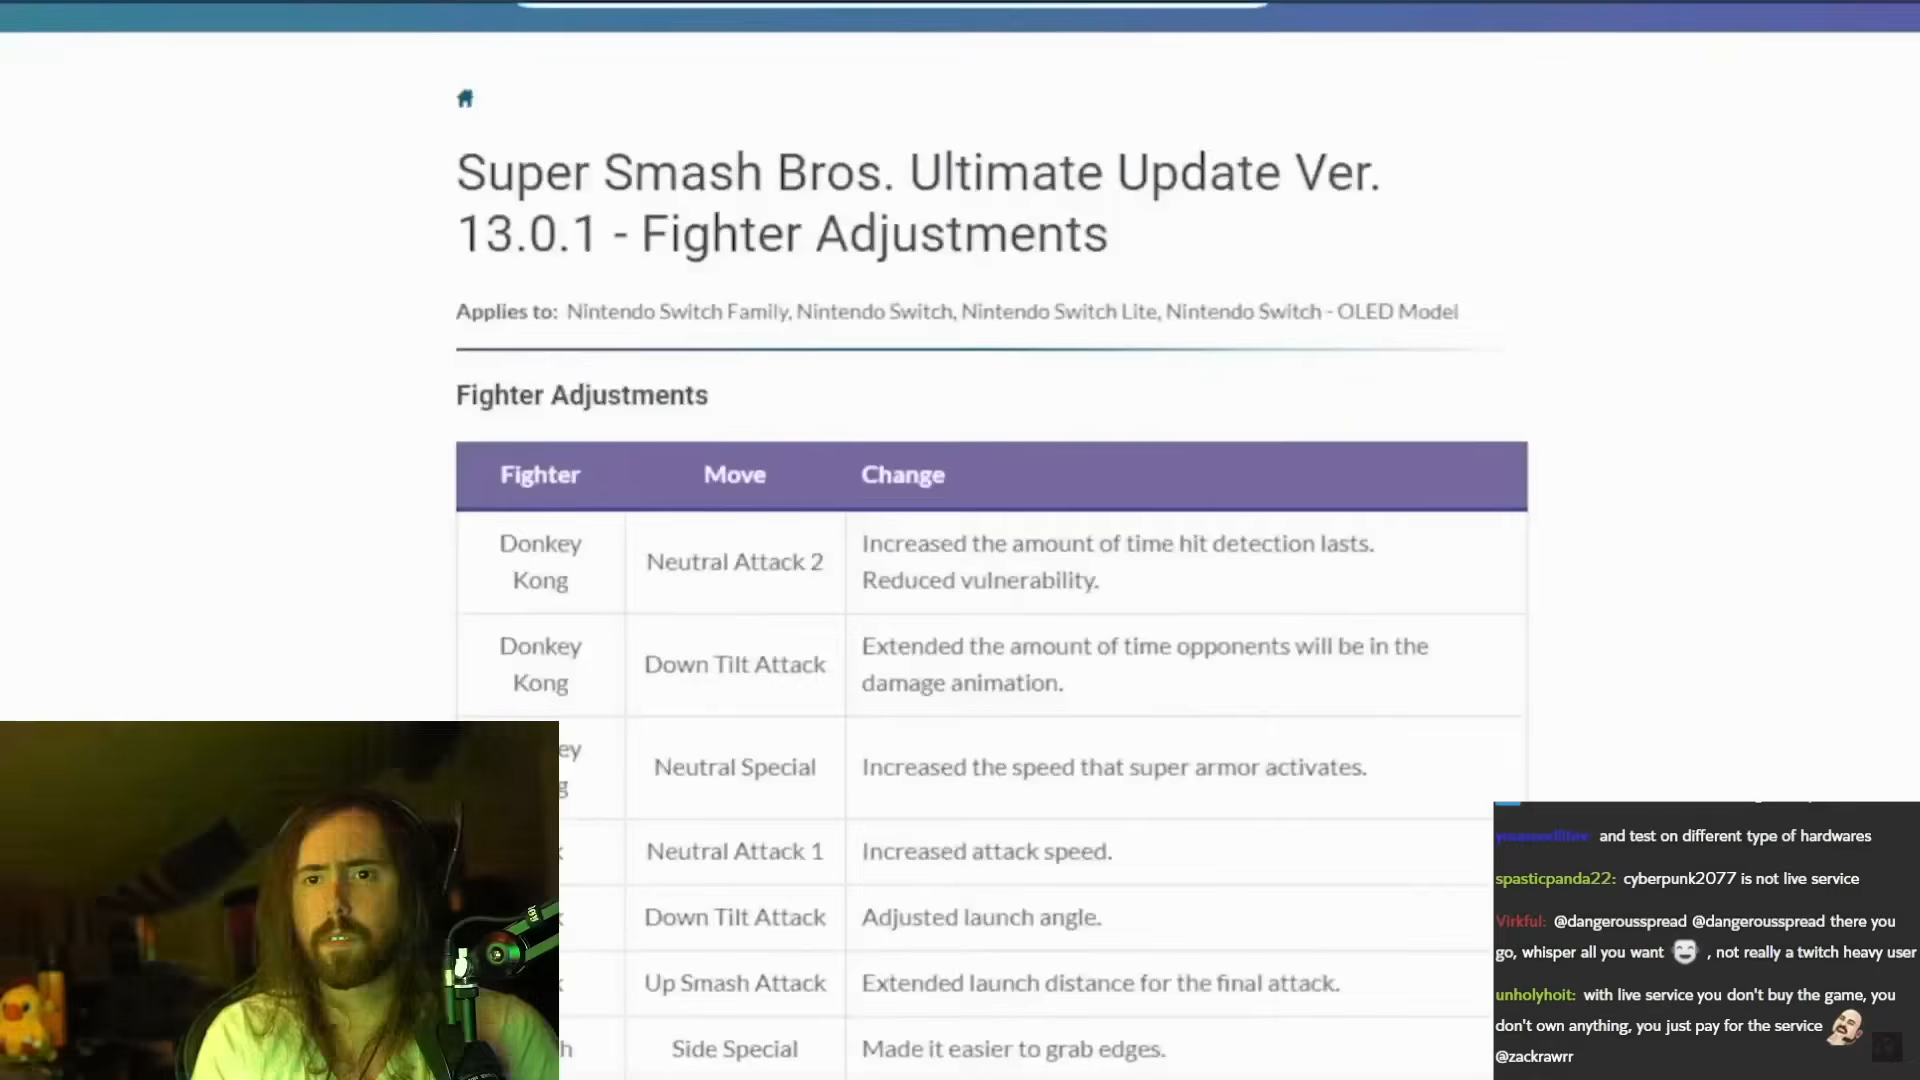 Super Smash Bros. Ultimate Update Ver.
13.0.1 - Fighter Adjustments
Applies to: Nintendo Switch Family, Nintendo Switch, Nintendo Switch Lite, Nintendo Switch - OLED Model
Fighter Adjustments
Fighter Move Change
Donkey Kong Neutral Attack 2 Increased the amount of time hit detection lasts.
Reduced vulnerability.
Donkey Kong Down Tilt Attack Extended the amount of time opponents will be in the
damage animation.
ey
g
Neutral Special Increased the speed that super armor activates.
Neutral Attack 1 Increased attack speed.
Down Tilt Attack Adjusted launch angle.
Up Smash Attack Extended launch distance for the final attack.
h Side Special Made it easier to grab edges.
and test on different type of hardwares
spasticpanda22: cyberpunk2077 is not live service
Virkful: @dangerousspread @dangerousspread there you
go, whisper all you want , not really a twitch heavy user
unholyhoit: with live service you don't buy the game, you
don't own anything, you just pay for the service
@zackrawrr